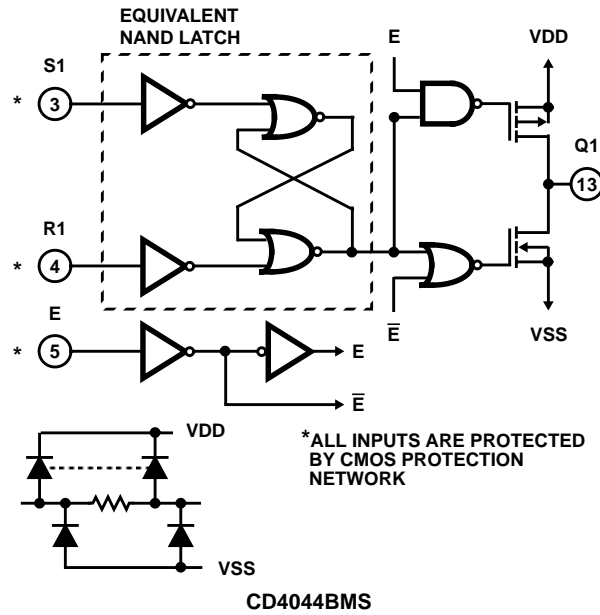 EQUIVALENT
NAND LATCH
S1
* 3
E
VDD
Q1
13
R1
* 4
E
* 5
E
E̅
E̅
VSS
*ALL INPUTS ARE PROTECTED
BY CMOS PROTECTION
NETWORK
VDD
VSS
CD4044BMS